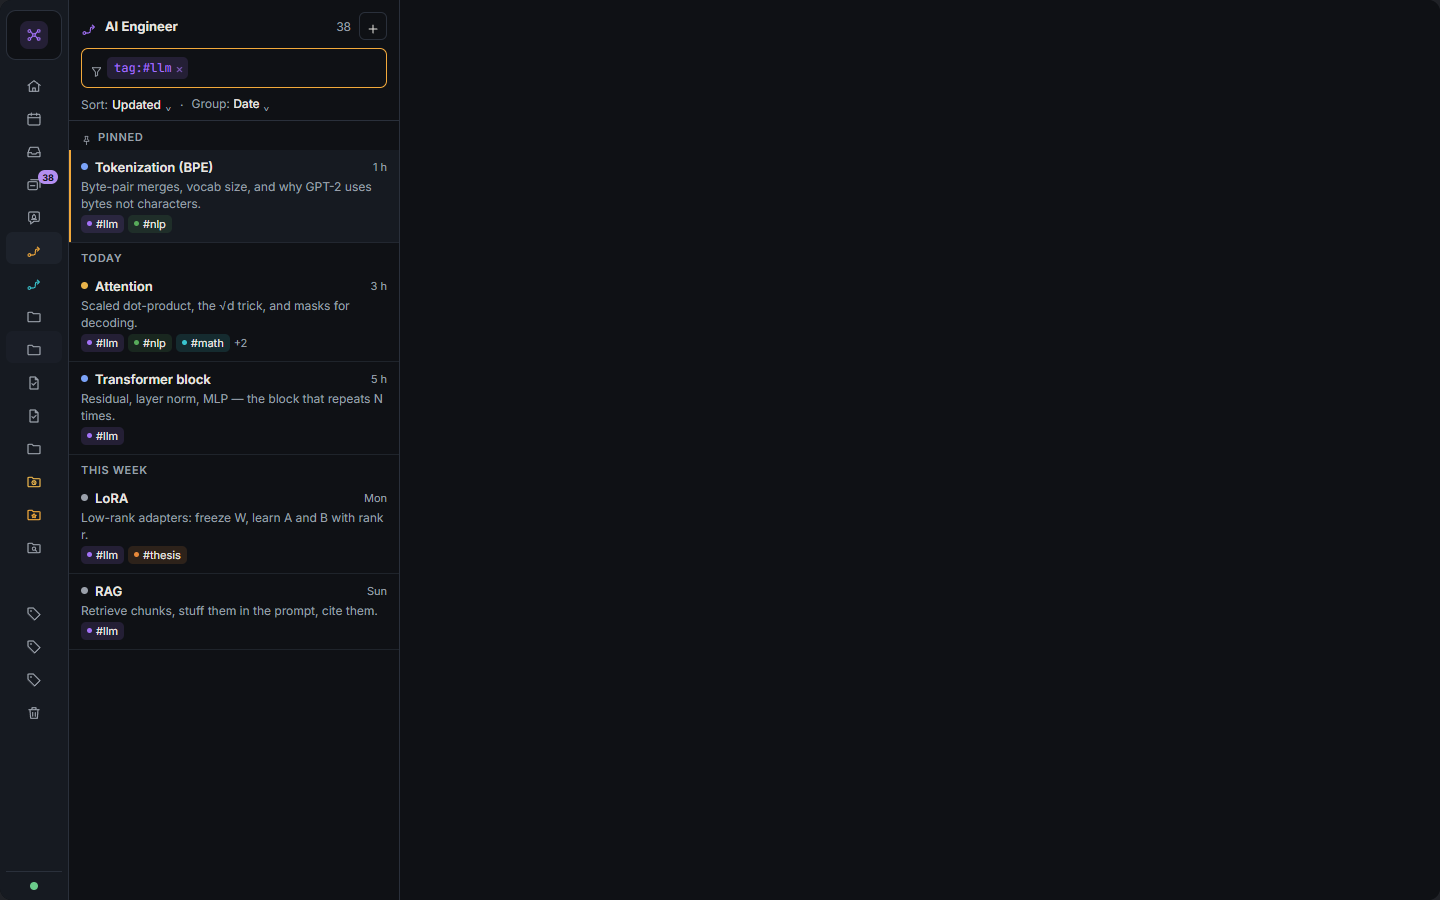 AI Engineer 38 +
tag:#llm ×
Sort: Updated · Group: Date
38
PINNED
Tokenization (BPE) 1 h
Byte-pair merges, vocab size, and why GPT-2 uses
bytes not characters.
#llm #nlp
TODAY
Attention 3 h
Scaled dot-product, the √d trick, and masks for
decoding.
#llm #nlp #math +2
Transformer block 5 h
Residual, layer norm, MLP — the block that repeats N
times.
#llm
THIS WEEK
LoRA Mon
Low-rank adapters: freeze W, learn A and B with rank
r.
#llm #thesis
RAG Sun
Retrieve chunks, stuff them in the prompt, cite them.
#llm